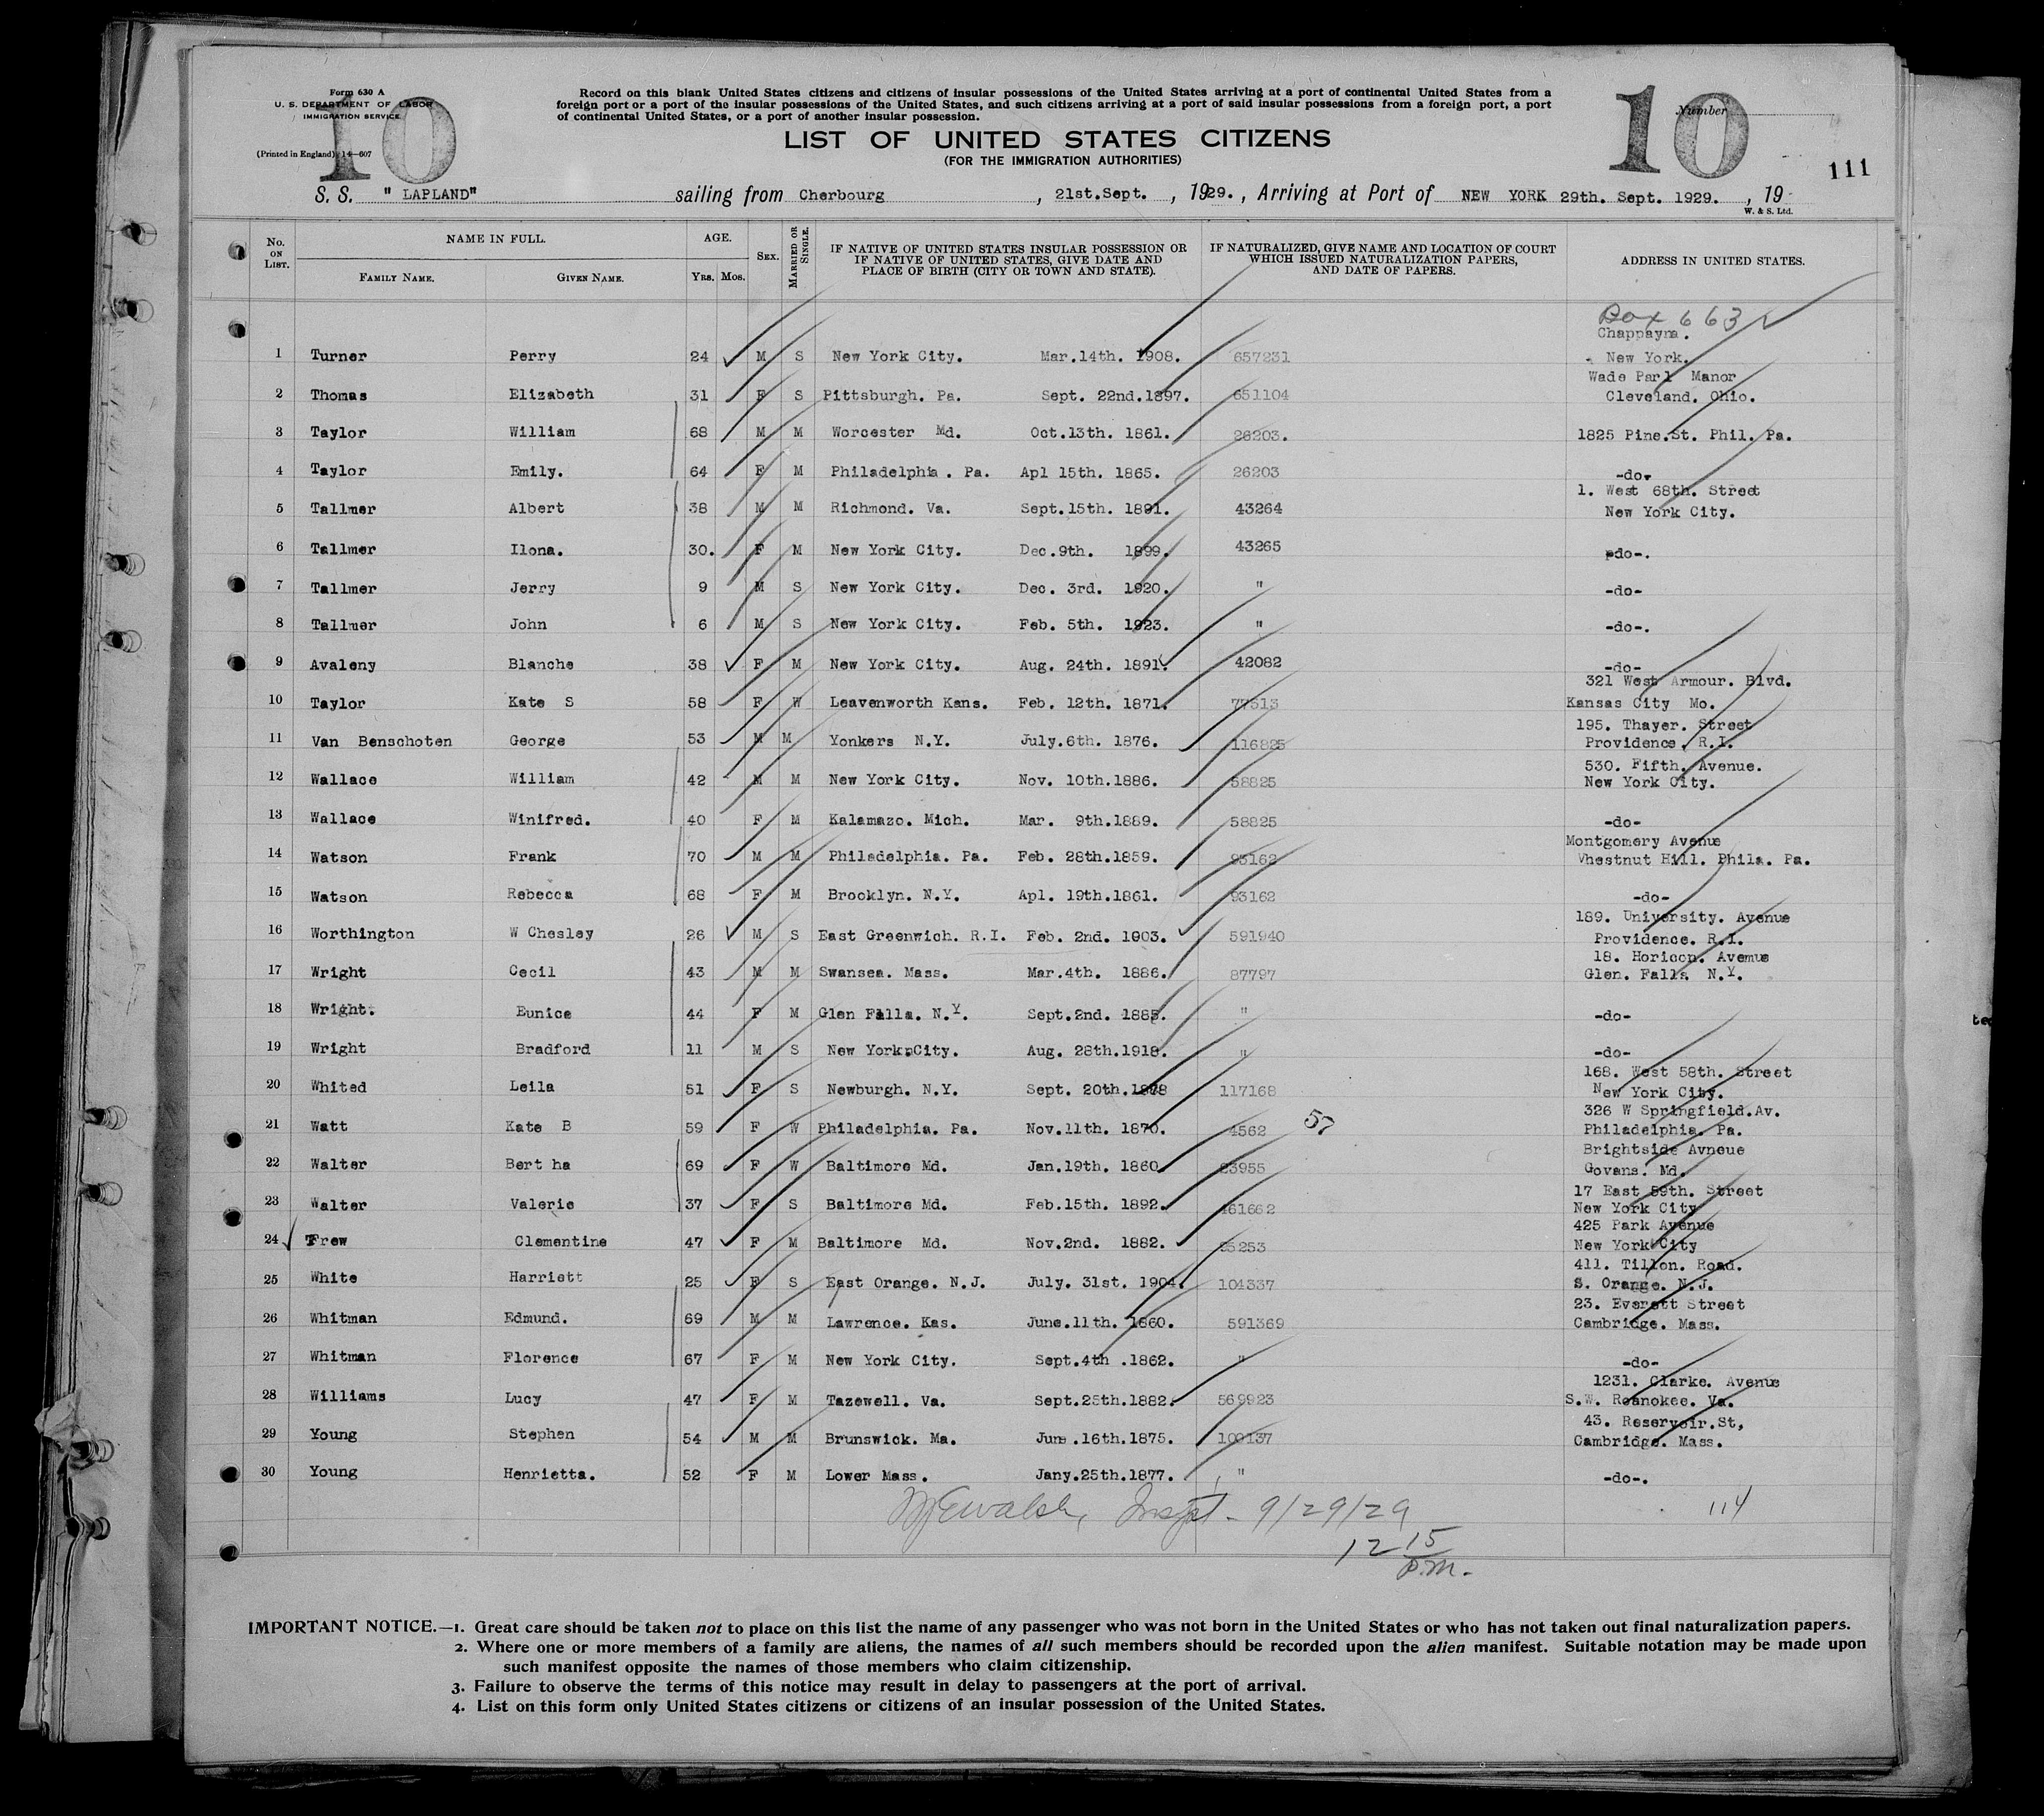 Form 630 A
U. S. DEPARTMENT OF LABOR
IMMIGRATION SERVICE
(Printed in England) 14—607
10
Record on this blank United States citizens and citizens of insular possessions of the United States arriving at a port of continental United States from a
foreign port or a port of the insular possessions of the United States, and such citizens arriving at a port of said insular possessions from a foreign port, a port
of continental United States, or a port of another insular possession.
LIST OF UNITED STATES CITIZENS
(FOR THE IMMIGRATION AUTHORITIES)
Number
10
111
S. S. " LAPLAND" sailing from Cherbourg , 21st.Sept. , 1929. , Arriving at Port of NEW YORK 29th. Sept. 1929. , 19
W. & S. Ltd.
No. ON LIST. NAME IN FULL. FAMILY NAME. GIVEN NAME. AGE. YRS. MOS. SEX. MARRIED OR SINGLE. IF NATIVE OF UNITED STATES INSULAR POSSESSION OR IF NATIVE OF UNITED STATES, GIVE DATE AND PLACE OF BIRTH (CITY OR TOWN AND STATE). IF NATURALIZED, GIVE NAME AND LOCATION OF COURT WHICH ISSUED NATURALIZATION PAPERS, AND DATE OF PAPERS. ADDRESS IN UNITED STATES.
Box 663
Chappayra.
1 Turner Perry 24 M S New York City. Mar.14th. 1908. 657231 New York.
Wade Parl Manor
2 Thomas Elizabeth 31 F S Pittsburgh. Pa. Sept. 22nd.1897. 651104 Cleveland. Ohio.
3 Taylor William 68 M M Worcester Md. Oct.13th. 1861. 26203. 1825 Pine.St. Phil. Pa.
4 Taylor Emily. 64 F M Philadelphia . Pa. Apl 15th. 1865. 26203 -do-
1. West 68th. Street
5 Tallmer Albert 38 M M Richmond. Va. Sept.15th. 1891. 43264 New York City.
6 Tallmer Ilona. 30. F M New York City. Dec.9th. 1899. 43265 -do-.
7 Tallmer Jerry 9 M S New York City. Dec. 3rd. 1920. " -do-
8 Tallmer John 6 M S New York City. Feb. 5th. 1923. " -do-.
9 Avaleny Blanche 38 F M New York City. Aug. 24th. 1891. 42082 -do-
321 West Armour. Blvd.
10 Taylor Kate S 58 F W Leavenworth Kans. Feb. 12th. 1871. 77513 Kansas City Mo.
195. Thayer. Street
11 Van Benschoten George 53 M M Yonkers N.Y. July.6th. 1876. 116825 Providence, R.I.
530. Fifth. Avenue.
12 Wallace William 42 M M New York City. Nov. 10th.1886. 58825 New York City.
13 Wallace Winifred. 40 F M Kalamazo. Mich. Mar. 9th.1889. 58825 -do-
Montgomery Avenue
14 Watson Frank 70 M M Philadelphia. Pa. Feb. 28th.1859. 93162 Vhestnut Hill. Phila. Pa.
15 Watson Rebecca 68 F M Brooklyn. N.Y. Apl. 19th.1861. 93162 -do-
189. University. Avenue
16 Worthington W Chesley 26 M S East Greenwich. R.I. Feb. 2nd. 1903. 591940 Providence. R.I.
18. Horicon. Avenue
17 Wright Cecil 43 M M Swansea. Mass. Mar.4th. 1886. 87797 Glen. Falls N.Y.
18 Wright. Eunice 44 F M Glen Falls. N.Y. Sept.2nd. 1885. " -do-
19 Wright Bradford 11 M S New York City. Aug. 28th.1918. " -do-
168. West 58th. Street
20 Whited Leila 51 F S Newburgh. N.Y. Sept. 20th.1878 117168 New York City.
326 W Springfield.Av.
21 Watt Kate B 59 F W Philadelphia. Pa. Nov.11th. 1870. 4562 57 Philadelphia. Pa.
Brightside Avneue
22 Walter Bertha 69 F W Baltimore Md. Jan.19th. 1860. 23955 Govans. Md.
17 East 59th. Street
23 Walter Valerie 37 F S Baltimore Md. Feb.15th. 1892. 461662 New York City
425 Park Avenue
24 Frew Clementine 47 F M Baltimore Md. Nov.2nd. 1882. 25253 New York City
411. Tillon. Road.
25 White Harriett 25 F S East Orange. N.J. July. 31st. 1904. 104337 S. Orange. N.J.
23. Everett Street
26 Whitman Edmund. 69 M M Lawrence. Kas. June.11th. 1860. 591369 Cambridge. Mass.
27 Whitman Florence 67 F M New York City. Sept.4th .1862. " -do-
1231. Clarke. Avenue
28 Williams Lucy 47 F M Tazewell. Va. Sept.25th.1882. 569923 S.W. Roanokee. Va.
43. Reservoir.St,
29 Young Stephen 54 M M Brunswick. Ma. June .16th.1875. 100137 Cambridge. Mass.
30 Young Henrietta. 52 F M Lower Mass. Jany.25th.1877. " -do-.
Walsh, Inspt - 9/29/29 114
12 15 p.m.
IMPORTANT NOTICE.—1. Great care should be taken not to place on this list the name of any passenger who was not born in the United States or who has not taken out final naturalization papers.
2. Where one or more members of a family are aliens, the names of all such members should be recorded upon the alien manifest. Suitable notation may be made upon
such manifest opposite the names of those members who claim citizenship.
3. Failure to observe the terms of this notice may result in delay to passengers at the port of arrival.
4. List on this form only United States citizens or citizens of an insular possession of the United States.